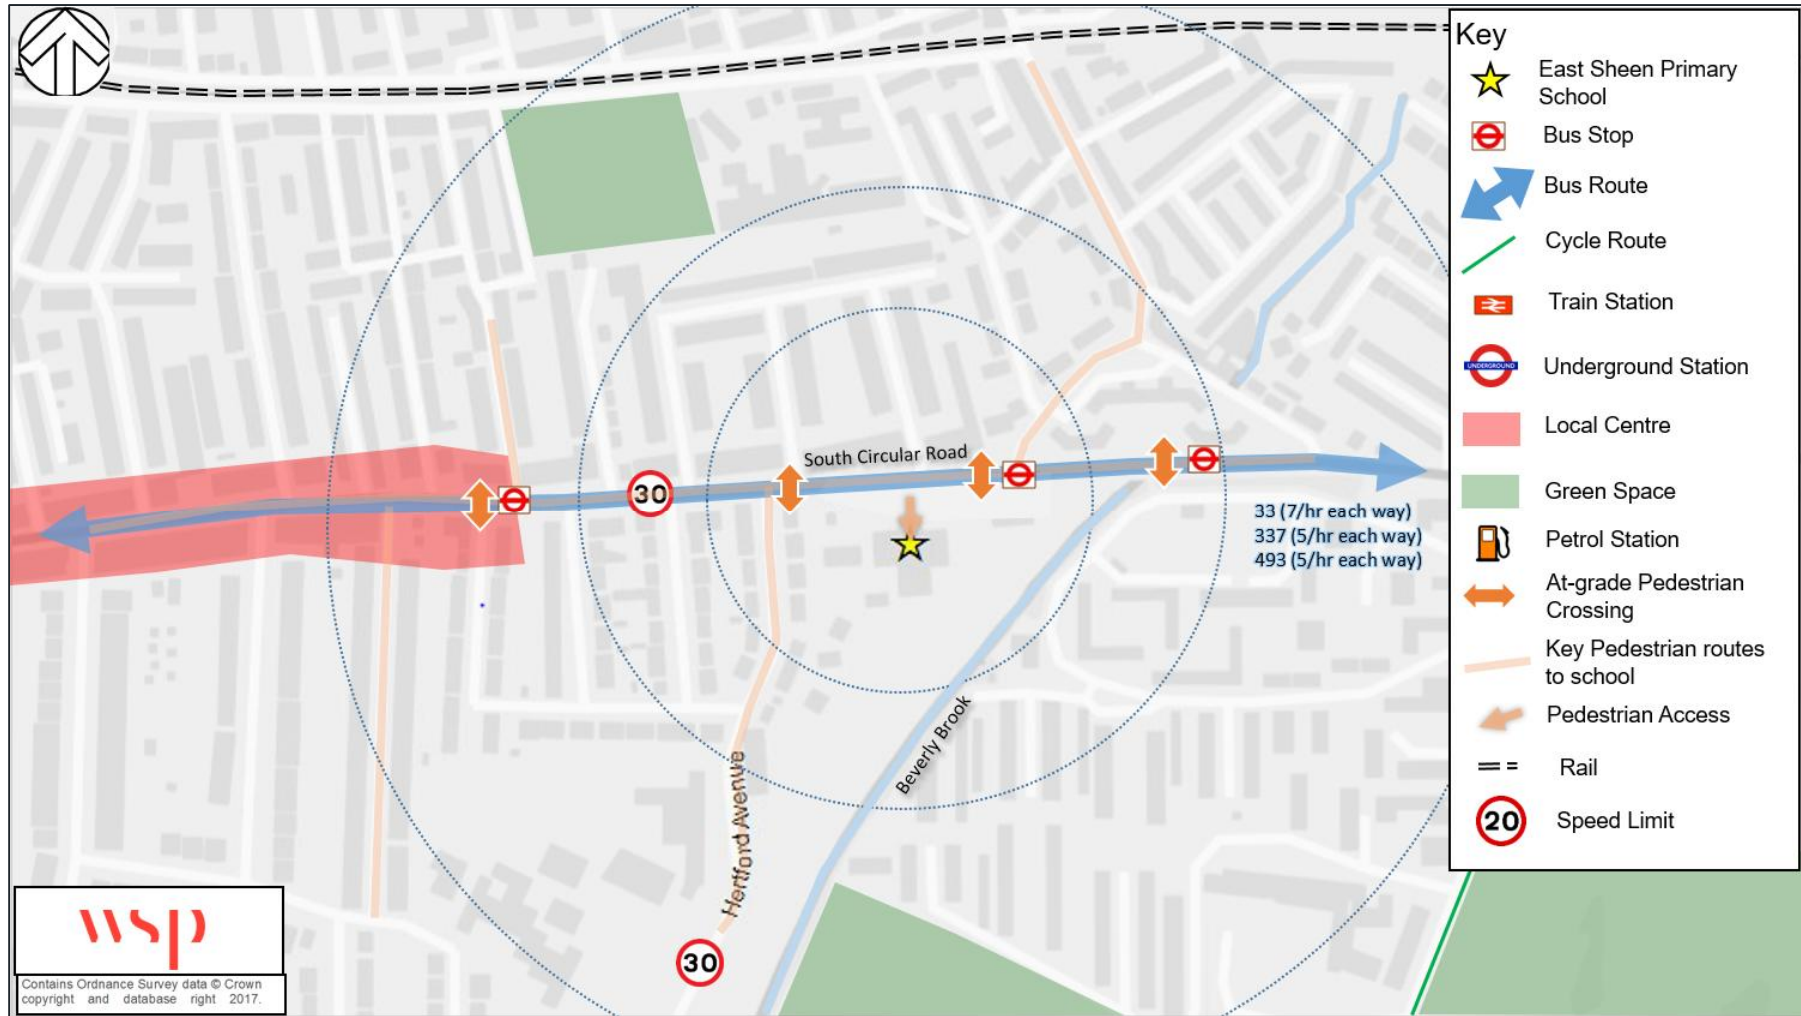 Key
East Sheen Primary
School
Bus Stop
Bus Route
Cycle Route
Train Station
UNDERGROUND
Underground Station
Local Centre
Green Space
Petrol Station
At-grade Pedestrian
Crossing
Key Pedestrian routes
to school
Pedestrian Access
Rail
20
Speed Limit
South Circular Road
30
33 (7/hr each way)
337 (5/hr each way)
493 (5/hr each way)
Beverly Brook
Hertford Avenue
30
wsp
Contains Ordnance Survey data © Crown
copyright and database right 2017.